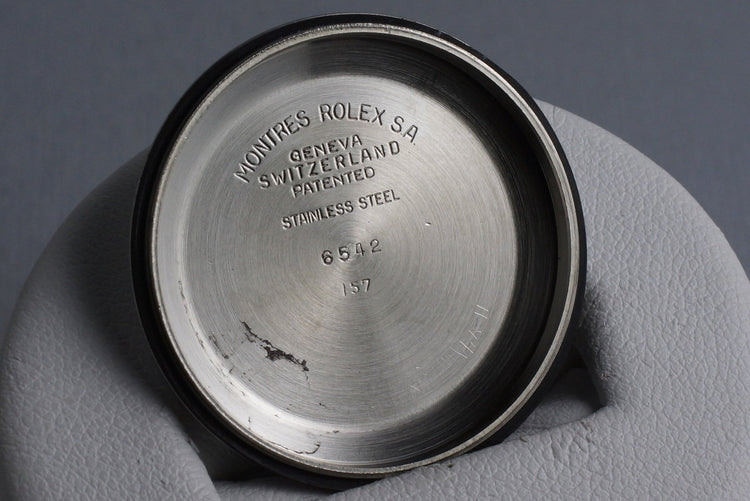 MONTRES ROLEX S.A.
GENEVA
SWITZERLAND
PATENTED
STAINLESS STEEL
6542
157